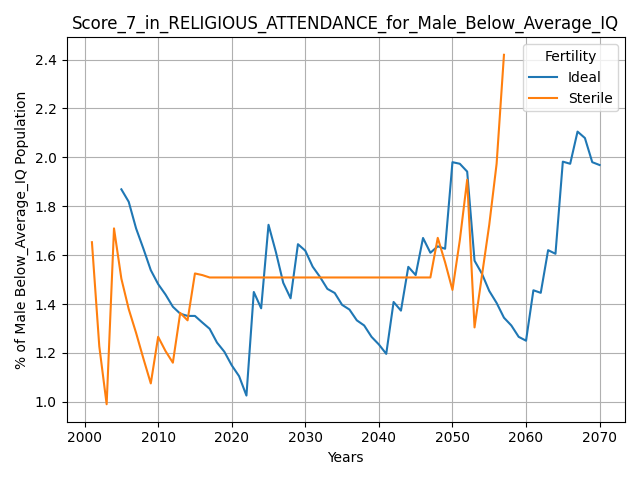 Score_7_in_RELIGIOUS_ATTENDANCE_for_Male_Below_Average_IQ
% of Male Below_Average_IQ Population
2.4
2.2
2.0
1.8
1.6
1.4
1.2
1.0
Fertility
Ideal
Sterile
2000 2010 2020 2030 2040 2050 2060 2070
Years